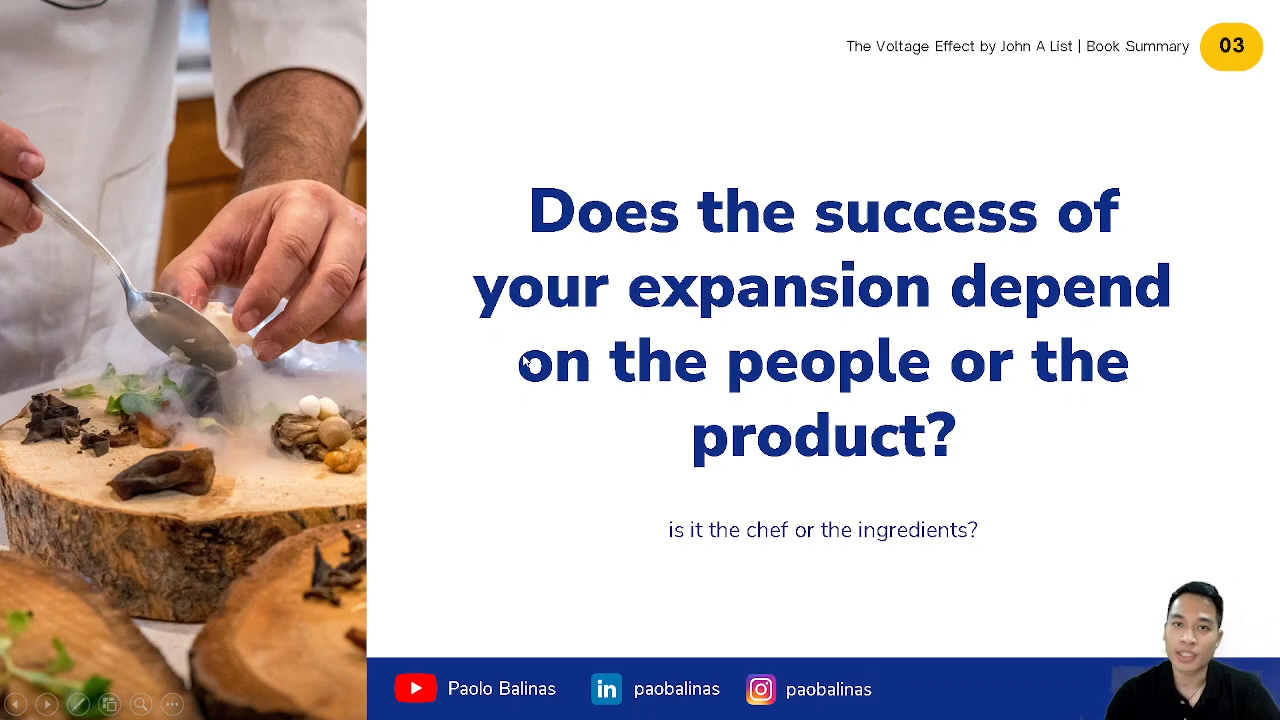 The Voltage Effect by John A List | Book Summary
03
Does the success of
your expansion depend
on the people or the
product?
is it the chef or the ingredients?
Paolo Balinas
in
paobalinas
paobalinas